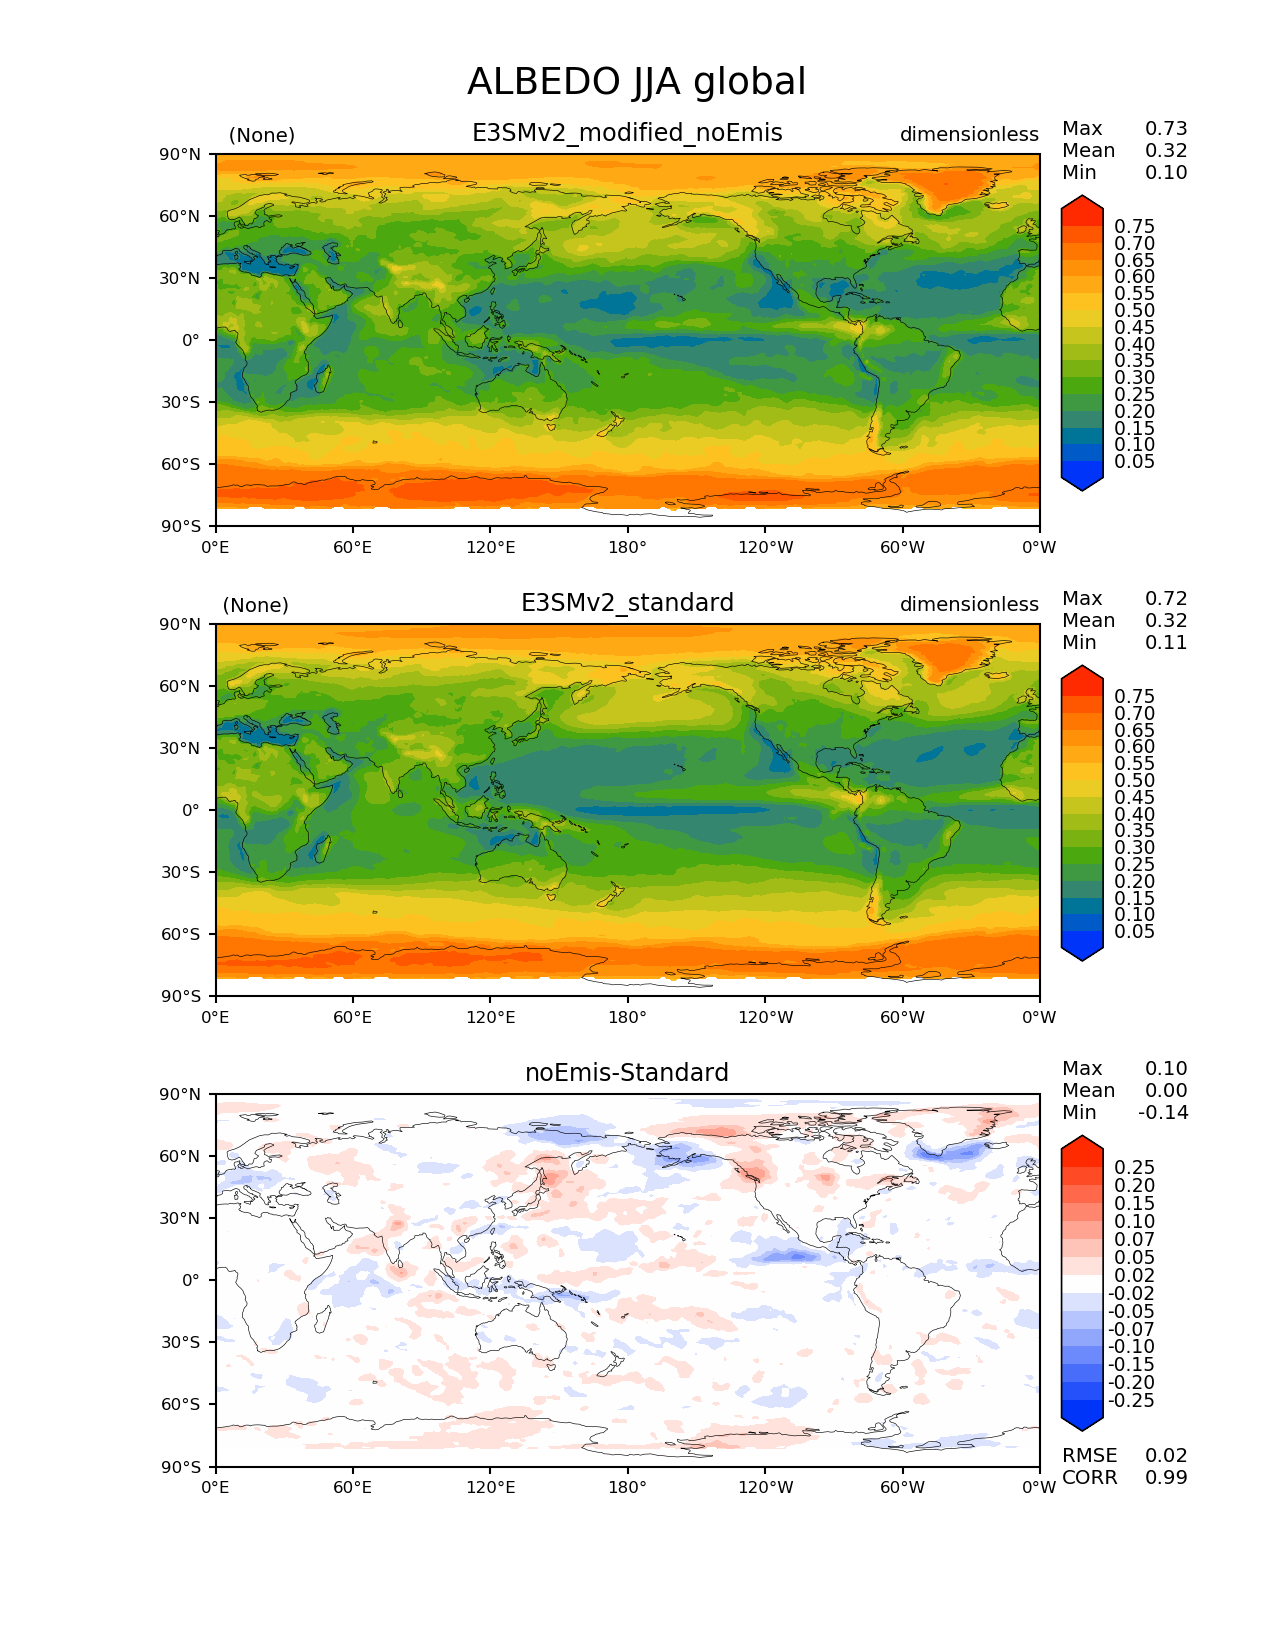 ALBEDO JJA global
(None) E3SMv2_modified_noEmis dimensionless
Max 0.73
Mean 0.32
Min 0.10
90°N
60°N
30°N
0°
30°S
60°S
90°S
0°E 60°E 120°E 180° 120°W 60°W 0°W
0.75
0.70
0.65
0.60
0.55
0.50
0.45
0.40
0.35
0.30
0.25
0.20
0.15
0.10
0.05
(None) E3SMv2_standard dimensionless
Max 0.72
Mean 0.32
Min 0.11
90°N
60°N
30°N
0°
30°S
60°S
90°S
0°E 60°E 120°E 180° 120°W 60°W 0°W
0.75
0.70
0.65
0.60
0.55
0.50
0.45
0.40
0.35
0.30
0.25
0.20
0.15
0.10
0.05
noEmis-Standard
Max 0.10
Mean 0.00
Min -0.14
90°N
60°N
30°N
0°
30°S
60°S
90°S
0°E 60°E 120°E 180° 120°W 60°W 0°W
0.25
0.20
0.15
0.10
0.07
0.05
0.02
-0.02
-0.05
-0.07
-0.10
-0.15
-0.20
-0.25
RMSE 0.02
CORR 0.99